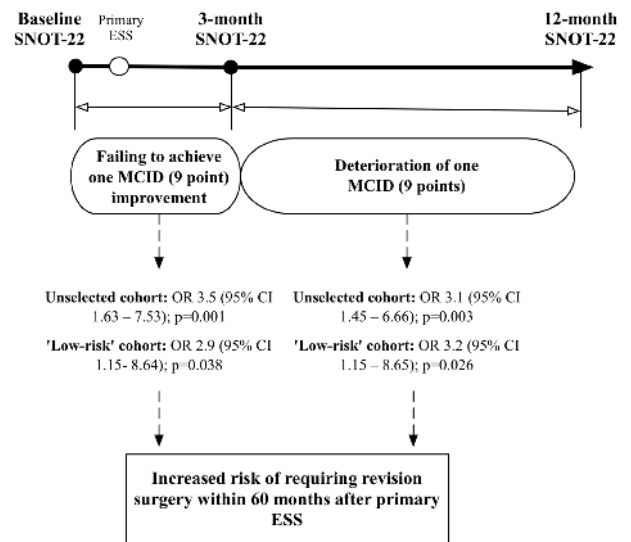 Baseline
SNOT-22
Primary
ESS
3-month
SNOT-22
12-month
SNOT-22
Failing to achieve
one MCID (9 point)
improvement
Deterioration of one
MCID (9 points)
Unselected cohort: OR 3.5 (95% CI
1.63 – 7.53); p=0.001
'Low-risk' cohort: OR 2.9 (95% CI
1.15- 8.64); p=0.038
Unselected cohort: OR 3.1 (95% CI
1.45 – 6.66); p=0.003
'Low-risk' cohort: OR 3.2 (95% CI
1.15 – 8.65); p=0.026
Increased risk of requiring revision
surgery within 60 months after primary
ESS